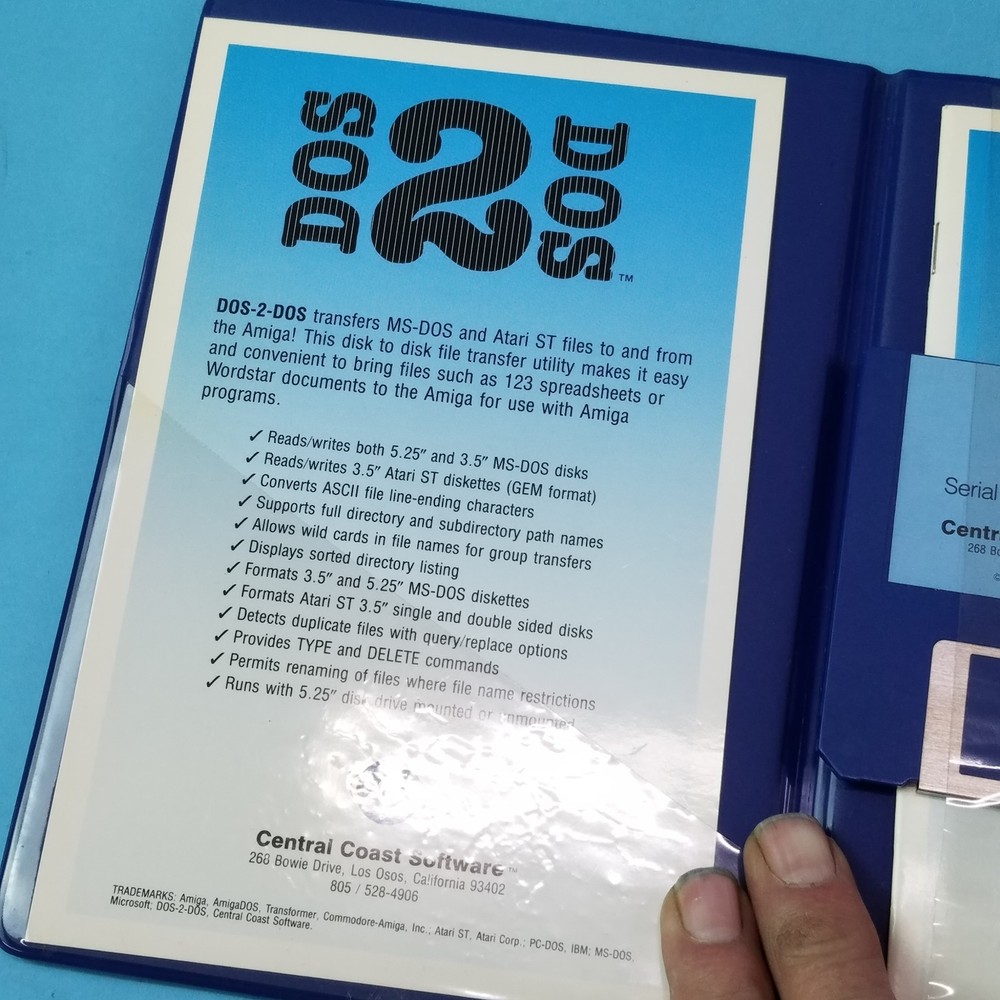 DOS 2 DOS ™
DOS-2-DOS transfers MS-DOS and Atari ST files to and from
the Amiga! This disk to disk file transfer utility makes it easy
and convenient to bring files such as 123 spreadsheets or
Wordstar documents to the Amiga for use with Amiga
programs.
✓ Reads/writes both 5.25" and 3.5" MS-DOS disks
✓ Reads/writes 3.5" Atari ST diskettes (GEM format)
✓ Converts ASCII file line-ending characters
✓ Supports full directory and subdirectory path names
✓ Allows wild cards in file names for group transfers
✓ Displays sorted directory listing
✓ Formats 3.5" and 5.25" MS-DOS diskettes
✓ Formats Atari ST 3.5" single and double sided disks
✓ Detects duplicate files with query/replace options
✓ Provides TYPE and DELETE commands
✓ Permits renaming of files where file name restrictions
✓ Runs with 5.25" disk drive mounted or unmounted
Central Coast Software™
268 Bowie Drive, Los Osos, California 93402
805 / 528-4906
TRADEMARKS: Amiga, AmigaDOS, Transformer, Commodore-Amiga, Inc.; Atari ST, Atari Corp.; PC-DOS, IBM; MS-DOS,
Microsoft; DOS-2-DOS, Central Coast Software.
Serial
Centr
268 Bo
©